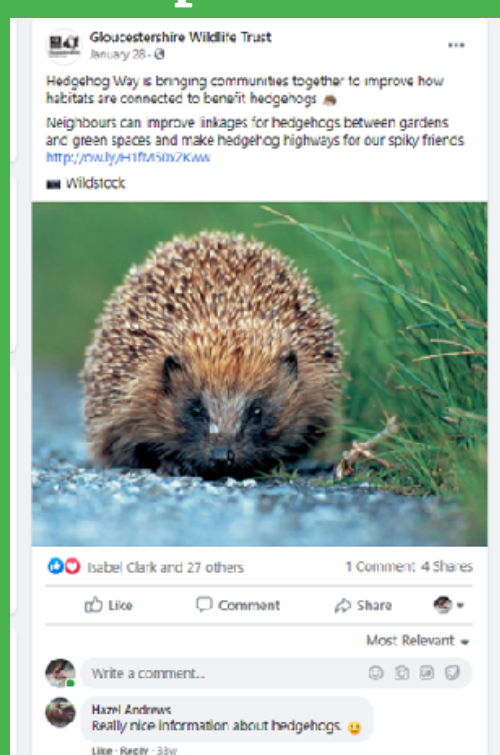 Gloucestershire Wildlife Trust
January 28 ·
Hedgehog Way is bringing communities together to improve how
habitats are connected to benefit hedgehogs
Neighbours can improve linkages for hedgehogs between gardens
and green spaces and make hedgehog highways for our spiky friends
Wildstock
Isabel Clark and 27 others
1 Comment 4 Shares
Like
Comment
Share
Most Relevant
Write a comment...
Hazel Andrews
Really nice information about hedgehogs.
Like · Reply · 33w